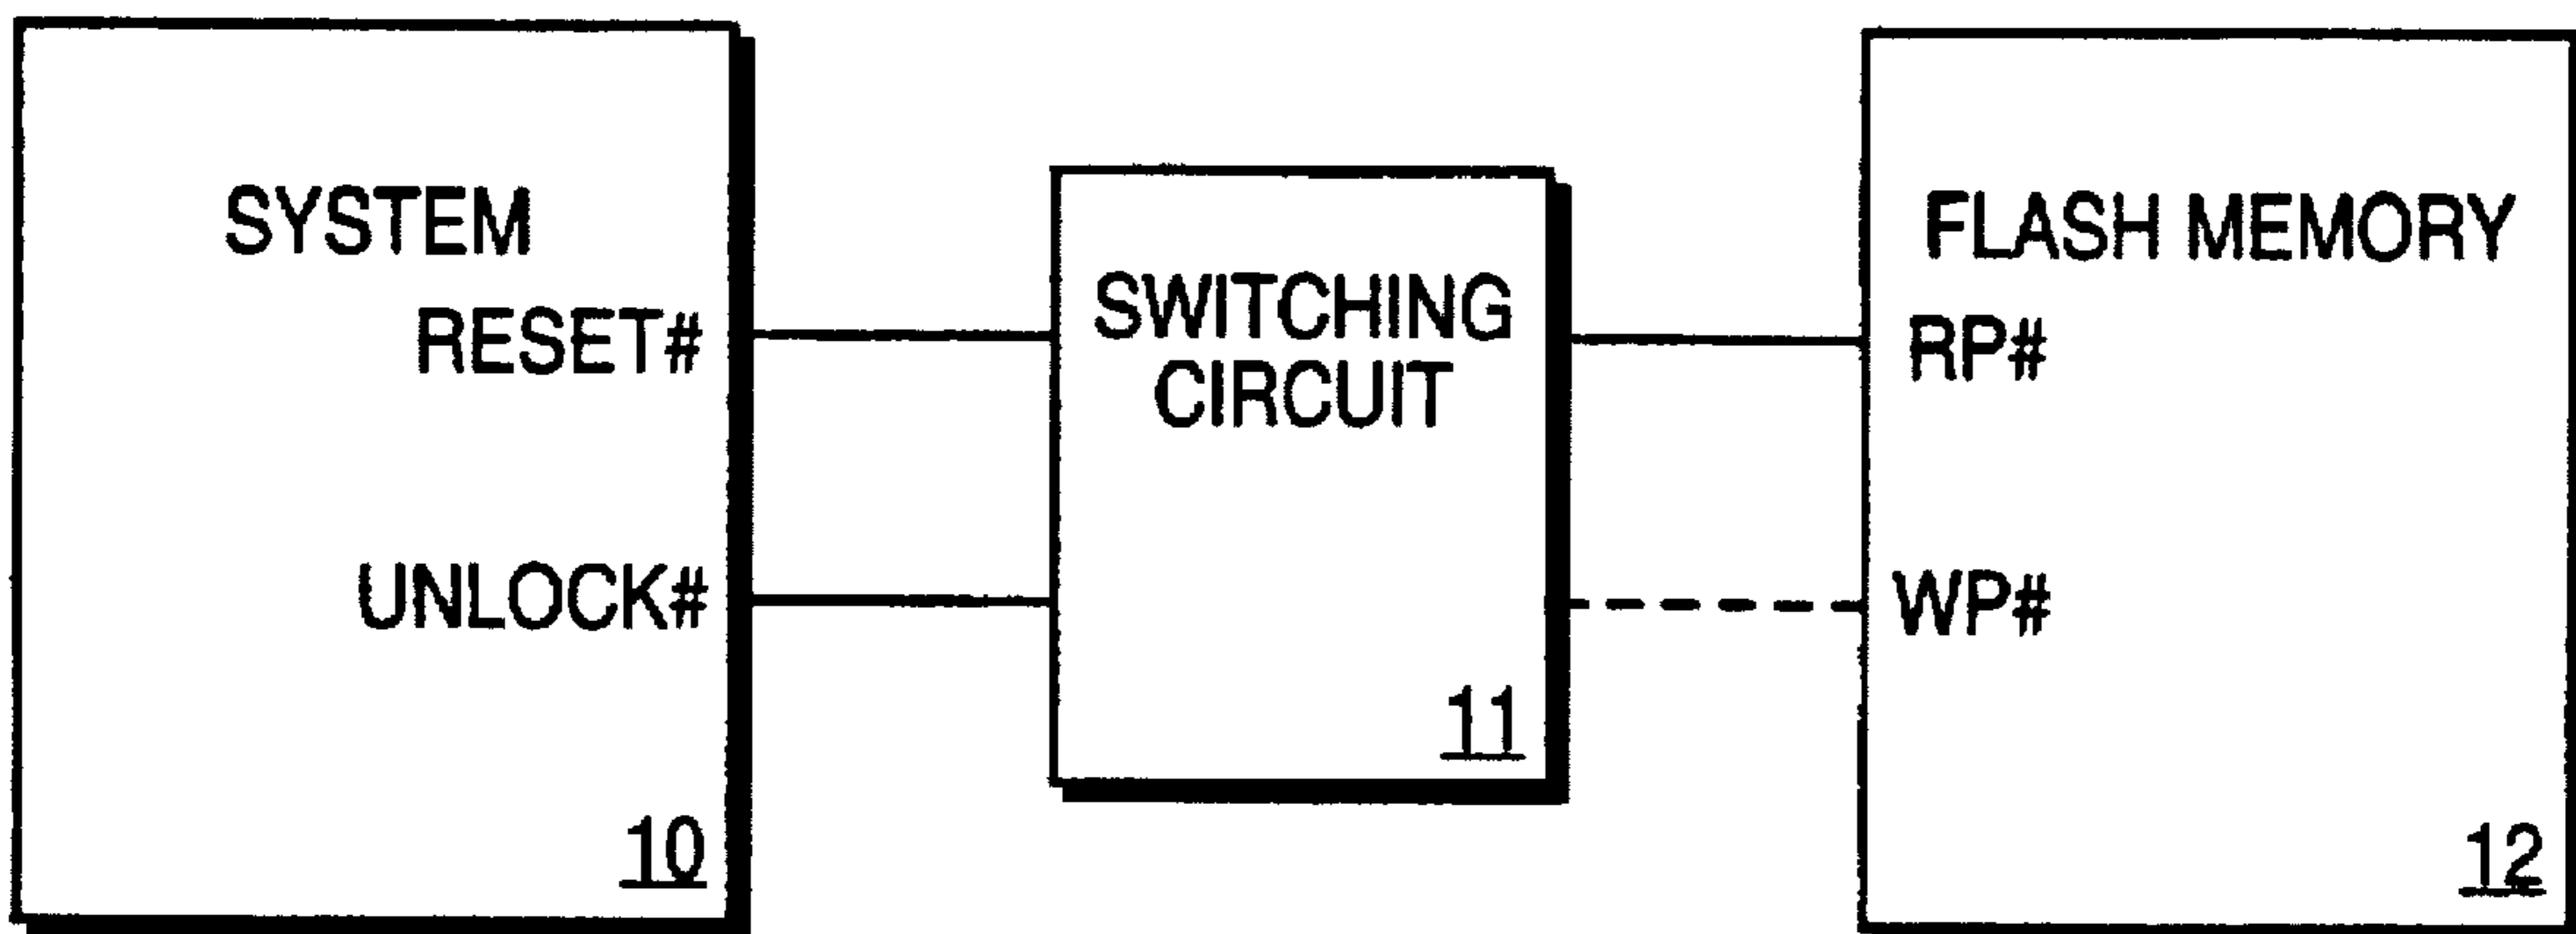 SYSTEM
RESET#
UNLOCK#
10
SWITCHING
CIRCUIT
11
FLASH MEMORY
RP#
WP#
12